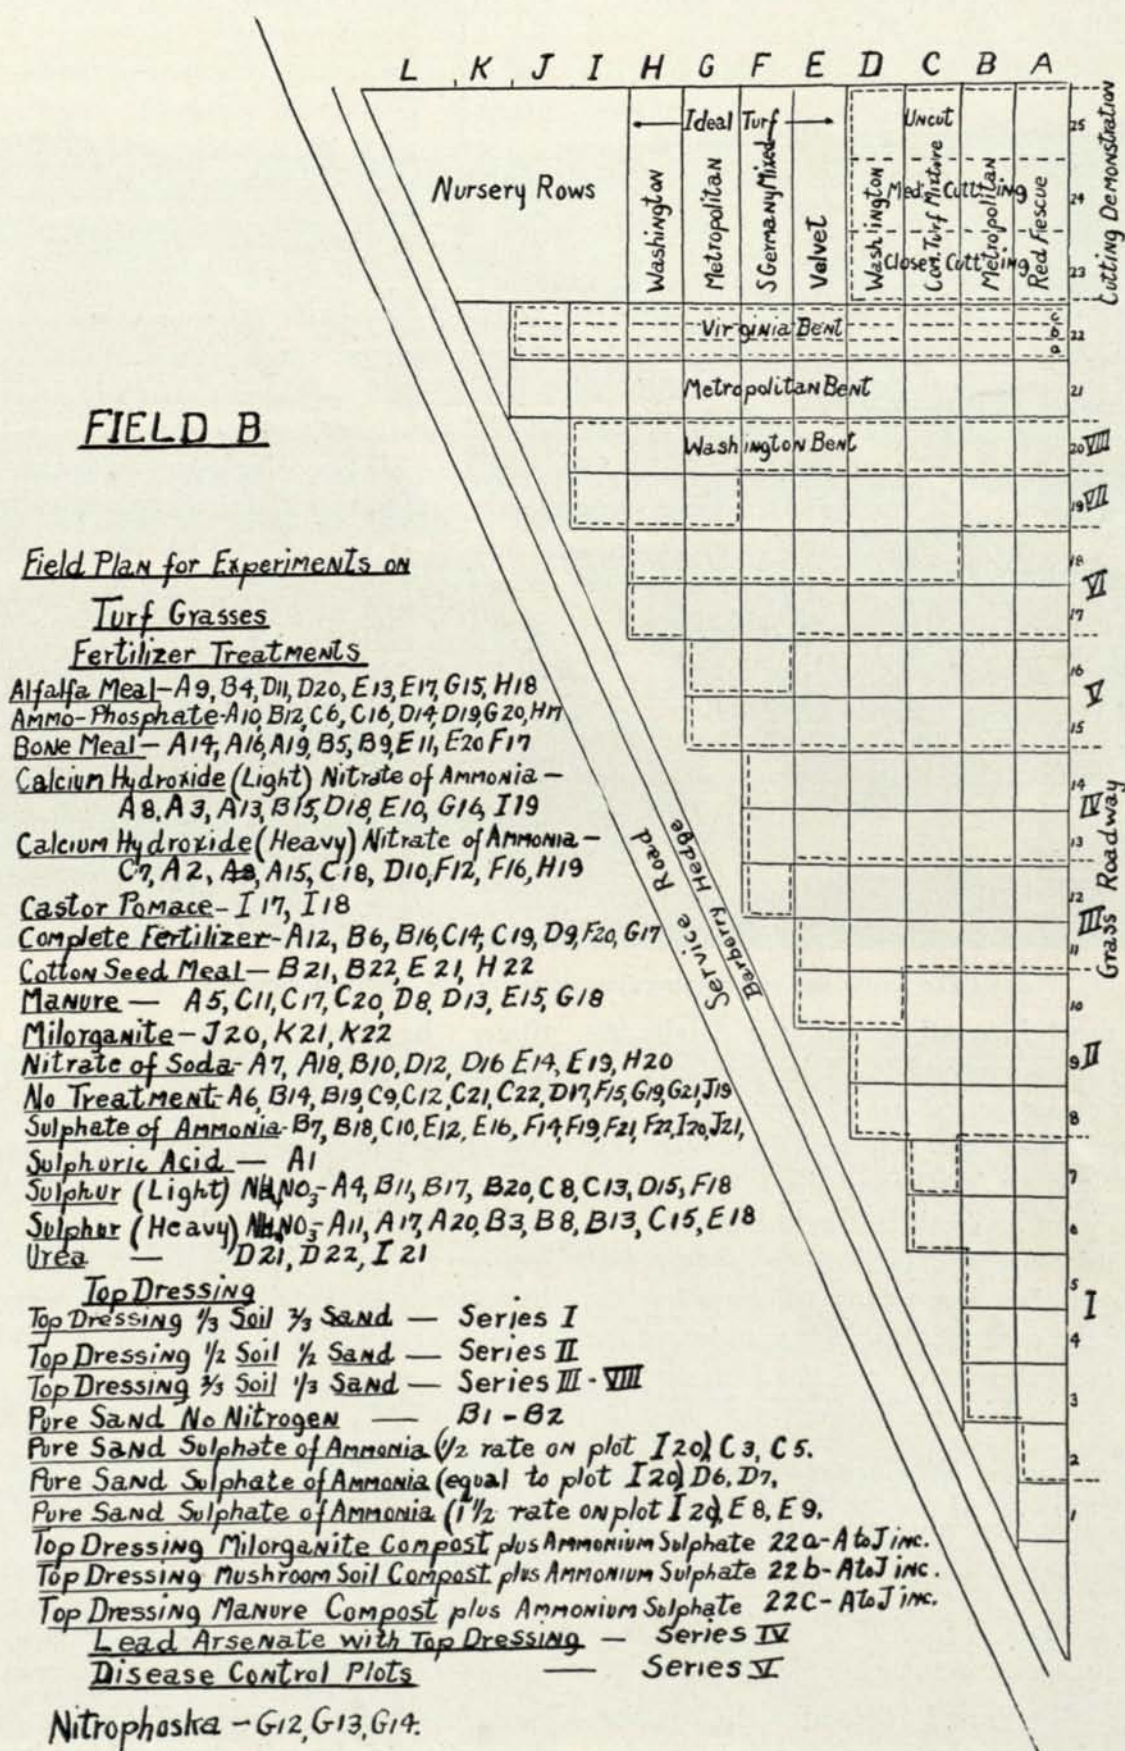 L K J I H G F E D C B A
Ideal Turf
Uncut
25
Cutting Demonstration
Nursery Rows
Washington
Metropolitan
S Germany Mixed
Velvet
Washington
Com. Turf Mixture
Metropolitan
Red Fescue
Med. Cuttting
24
Closer Cuttting
23
Virginia Bent
c
b
a
22
Metropolitan Bent
21
Washington Bent
20 VIII
19 VII
18
VI
17
16
V
15
14
IV
13
12
III
11
10
9 II
8
7
6
5
I
4
3
2
1
Grass Roadway
Service Road
Barberry Hedge
FIELD B
Field Plan for Experiments on
Turf Grasses
Fertilizer Treatments
Alfalfa Meal-A9, B4, D11, D20, E13, E17, G15, H18
Ammo-Phosphate-A10, B12, C6, C16, D14, D19, G20, H17
Bone Meal - A14, A16, A19, B5, B9, E11, E20 F17
Calcium Hydroxide (Light) Nitrate of Ammonia -
A8, A3, A13, B15, D18, E10, G16, I19
Calcium Hydroxide (Heavy) Nitrate of Ammonia -
C7, A2, A8, A15, C18, D10, F12, F16, H19
Castor Pomace - I 17, I 18
Complete Fertilizer-A12, B6, B16, C14, C19, D9, F20, G17
Cotton Seed Meal - B21, B22, E21, H22
Manure - A5, C11, C17, C20, D8, D13, E15, G18
Milorganite - J20, K21, K22
Nitrate of Soda-A7, A18, B10, D12, D16 E14, E19, H20
No Treatment-A6, B14, B19, C9, C12, C21, C22, D17, F15, G19, G21, J19
Sulphate of Ammonia-B7, B18, C10, E12, E16, F14, F19, F21, F22, I20, J21,
Sulphuric Acid - A1
Sulphur (Light) NH4NO3-A4, B11, B17, B20, C8, C13, D15, F18
Sulphur (Heavy) NH4NO3-A11, A17, A20, B3, B8, B13, C15, E18
Urea - D21, D22, I 21
Top Dressing
Top Dressing 1/3 Soil 2/3 Sand - Series I
Top Dressing 1/2 Soil 1/2 Sand - Series II
Top Dressing 2/3 Soil 1/3 Sand - Series III - VIII
Pure Sand No Nitrogen - B1 - B2
Pure Sand Sulphate of Ammonia (1/2 rate on plot I20) C3, C5.
Pure Sand Sulphate of Ammonia (equal to plot I20) D6, D7,
Pure Sand Sulphate of Ammonia (1 1/2 rate on plot I20), E8, E9.
Top Dressing Milorganite Compost plus Ammonium Sulphate 22a-A to J inc.
Top Dressing Mushroom Soil Compost plus Ammonium Sulphate 22b-A to J inc.
Top Dressing Manure Compost plus Ammonium Sulphate 22C-A to J inc.
Lead Arsenate with Top Dressing - Series IV
Disease Control Plots - Series V
Nitrophoska - G12, G13, G14.